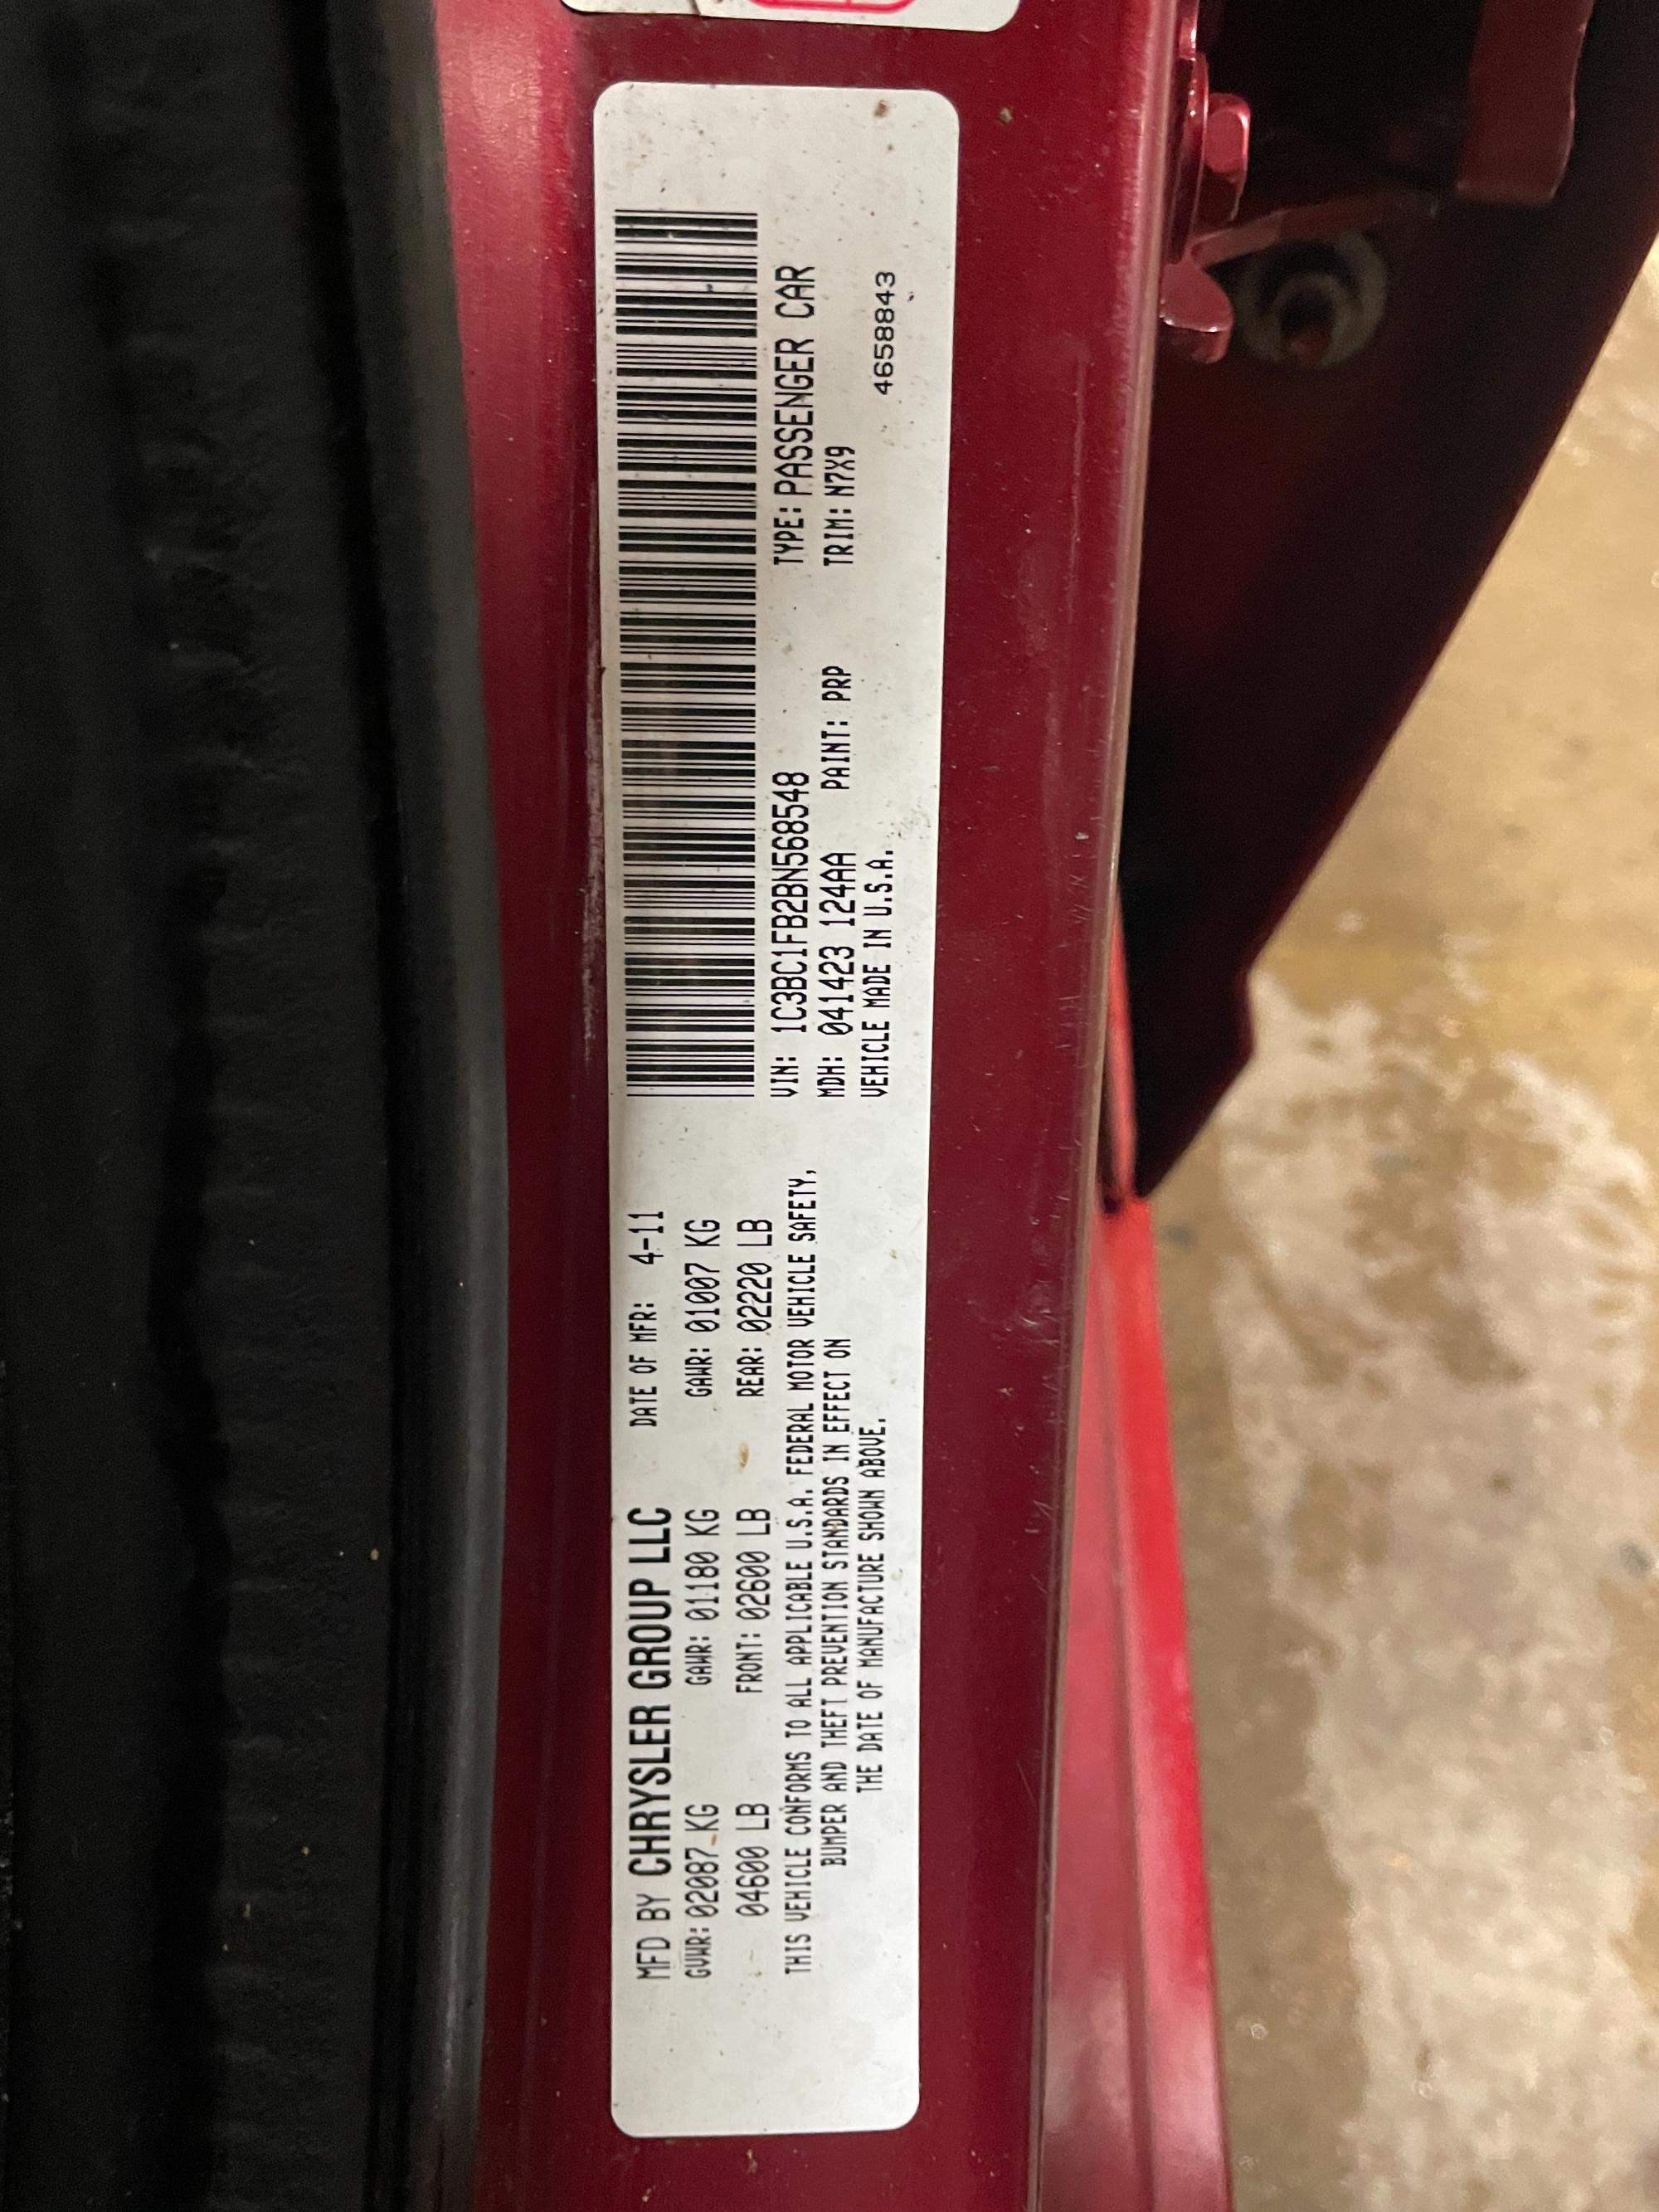 MFD BY CHRYSLER GROUP LLC DATE OF MFR: 4-11
GVWR: 02087 KG GAWR: 01180 KG GAWR: 01007 KG
04600 LB FRONT: 02600 LB REAR: 02220 LB
THIS VEHICLE CONFORMS TO ALL APPLICABLE U.S.A. FEDERAL MOTOR VEHICLE SAFETY,
BUMPER AND THEFT PREVENTION STANDARDS IN EFFECT ON
THE DATE OF MANUFACTURE SHOWN ABOVE.
VIN: 1C3BC1FB2BN568548 TYPE: PASSENGER CAR
MDH: 041423 124AA PAINT: PRP TRIM: N7X9
VEHICLE MADE IN U.S.A. 4658843